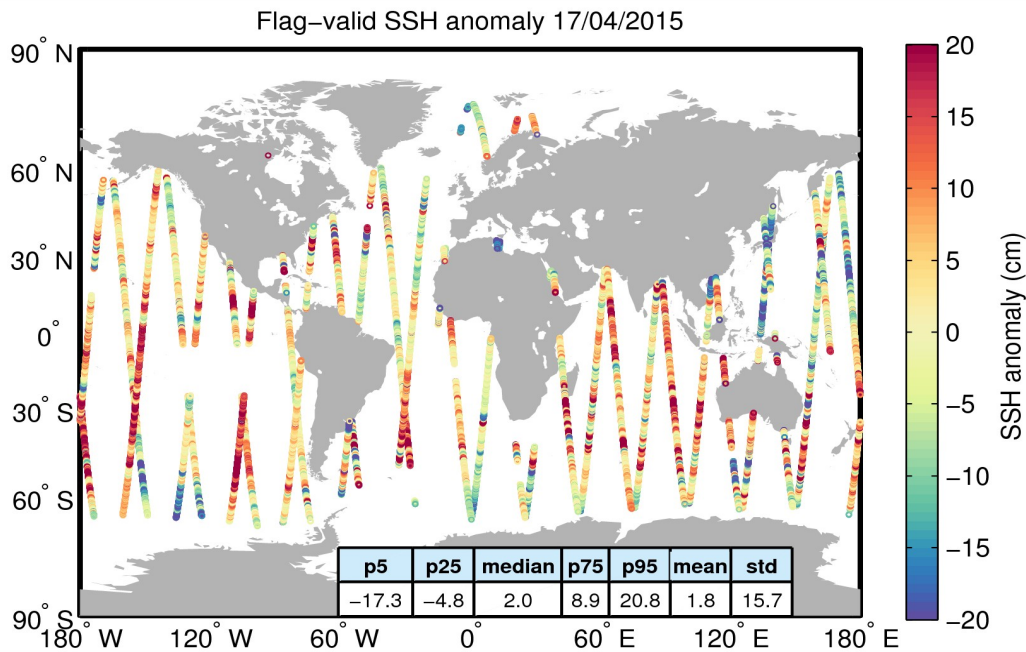 Flag−valid SSH anomaly 17/04/2015
90° N
60° N
30° N
0°
30° S
60° S
90° S
180° W
120° W
60° W
0°
60° E
120° E
180° E
p5 p25 median p75 p95 mean std
−17.3 −4.8 2.0 8.9 20.8 1.8 15.7
20
15
10
5
0
−5
−10
−15
−20
SSH anomaly (cm)